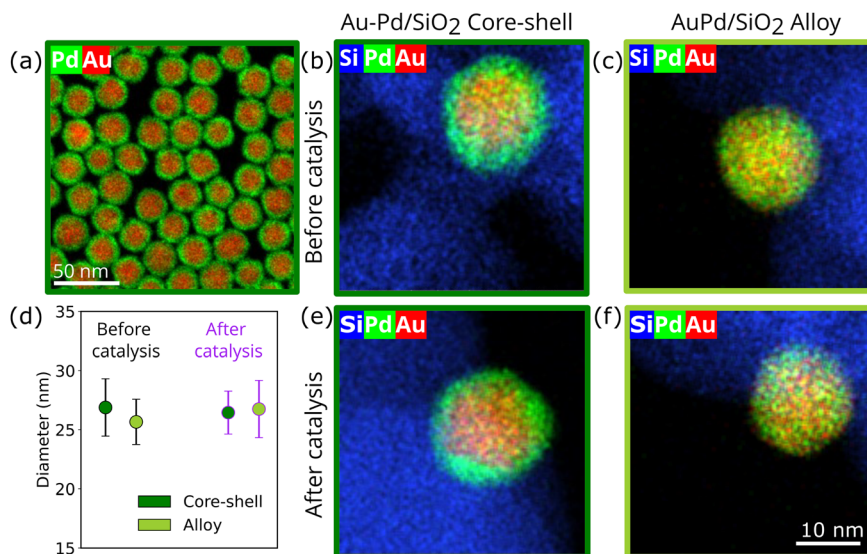 Au-Pd/SiO2 Core-shell
AuPd/SiO2 Alloy
(a)
Pd Au
50 nm
Before catalysis
(b)
Si Pd Au
(c)
Si Pd Au
(d)
35
30
25
20
15
Diameter (nm)
Before
catalysis
After
catalysis
Core-shell
Alloy
After catalysis
(e)
Si Pd Au
(f)
Si Pd Au
10 nm